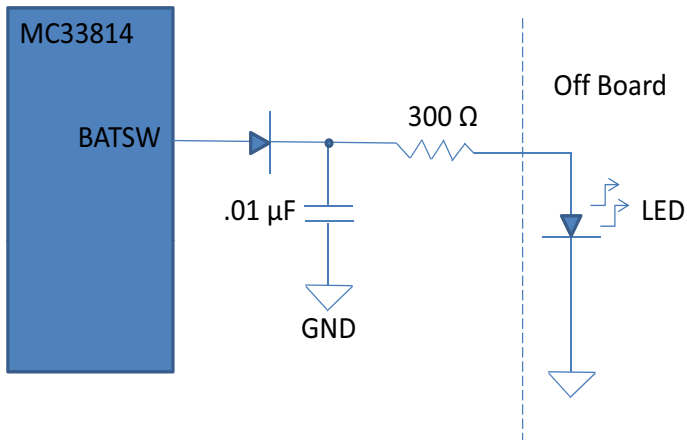 MC33814
Off Board
300 Ω
BATSW
.01 µF
LED
GND